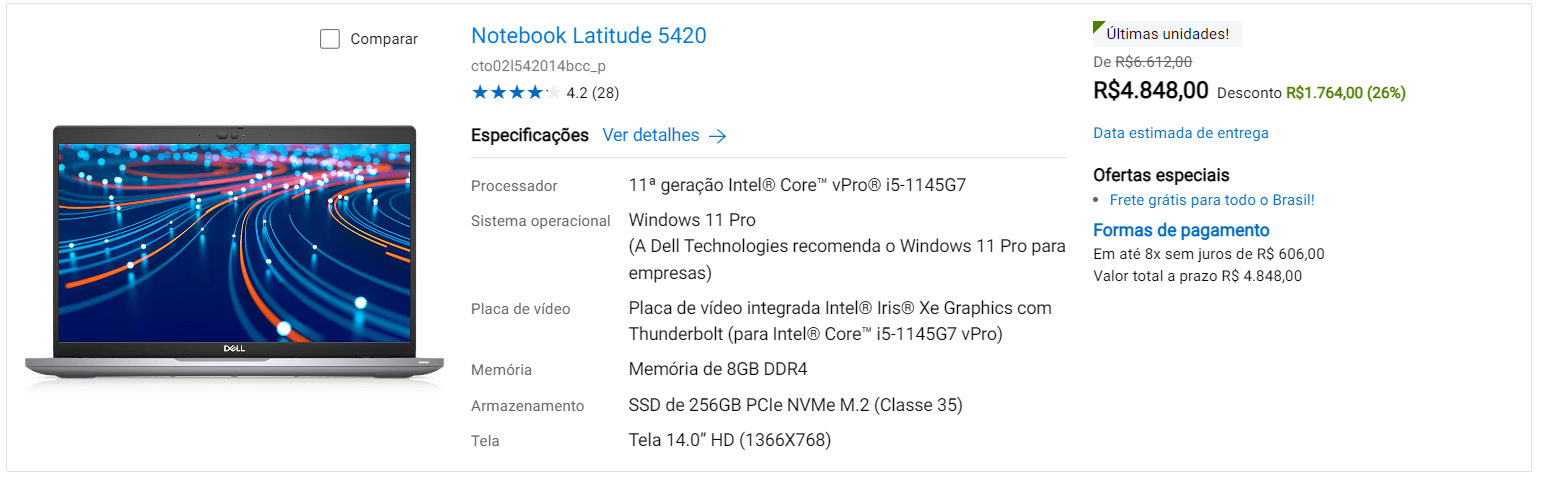 Comparar
DELL
Notebook Latitude 5420
cto02l542014bcc_p
4.2 (28)
Especificações Ver detalhes →
Processador 11ª geração Intel® Core™ vPro® i5-1145G7
Sistema operacional Windows 11 Pro
(A Dell Technologies recomenda o Windows 11 Pro para
empresas)
Placa de vídeo Placa de vídeo integrada Intel® Iris® Xe Graphics com
Thunderbolt (para Intel® Core™ i5-1145G7 vPro)
Memória Memória de 8GB DDR4
Armazenamento SSD de 256GB PCIe NVMe M.2 (Classe 35)
Tela Tela 14.0” HD (1366X768)
Últimas unidades!
De R$6.612,00
R$4.848,00 Desconto R$1.764,00 (26%)
Data estimada de entrega
Ofertas especiais
• Frete grátis para todo o Brasil!
Formas de pagamento
Em até 8x sem juros de R$ 606,00
Valor total a prazo R$ 4.848,00